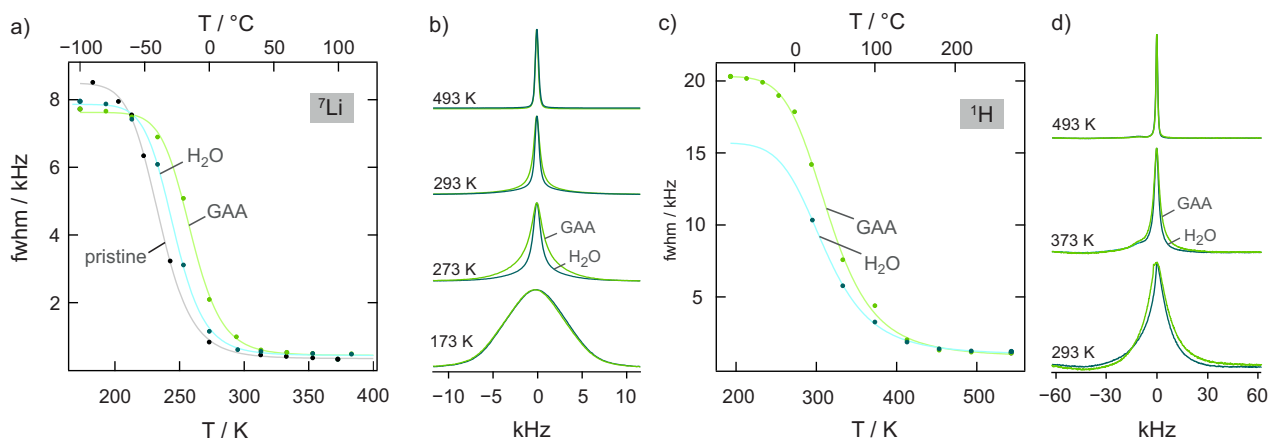 a)
T / °C
−100 −50 0 50 100
⁷Li
H₂O
GAA
pristine
fwhm / kHz
8
6
4
2
200 250 300 350 400
T / K
b)
493 K
293 K
GAA
H₂O
273 K
173 K
−10 −5 0 5 10
kHz
c)
T / °C
0 100 200
¹H
GAA
H₂O
fwhm / kHz
20
15
10
5
200 300 400 500
T / K
d)
493 K
373 K
GAA
H₂O
293 K
−60 −30 0 30 60
kHz